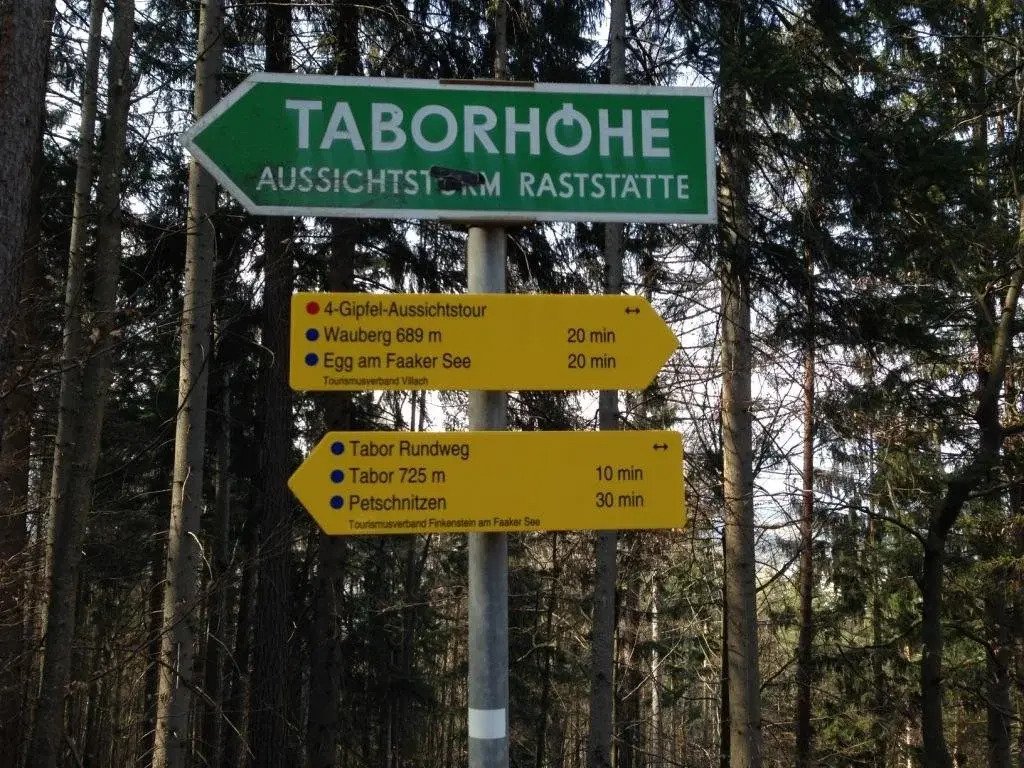 TABORHÖHE
RASTSTÄTTE
4-Gipfel-Aussichtstour ↔
Wauberg 689 m 20 min
Egg am Faaker See 20 min
Tourismusverband Villach
Tabor Rundweg ↔
Tabor 725 m 10 min
Petschnitzen 30 min
Tourismusverband Finkenstein am Faaker See